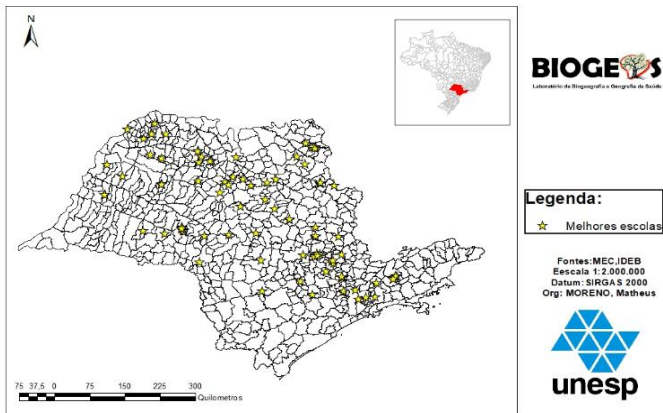 N
BIOGEOS
Laboratório de Biogeografia e Geografia da Saúde
Legenda:
Melhores escolas
Fontes:MEC,IDEB
Eescala 1:2.000.000
Datum: SIRGAS 2000
Org: MORENO, Matheus
unesp
75 37,5 0 75 150 225 300
Quilometros